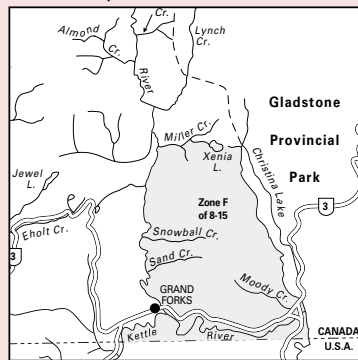 Cr.
Almond
Cr.
Lynch
Cr.
River
Gladstone
Provincial
Park
Miller Cr.
Xenia
L.
Christina Lake
Jewel
L.
3
Zone F
of 8-15
Eholt Cr.
Snowball Cr.
3
Sand Cr.
Moody Cr.
GRAND
FORKS
Kettle River
CANADA
U.S.A.